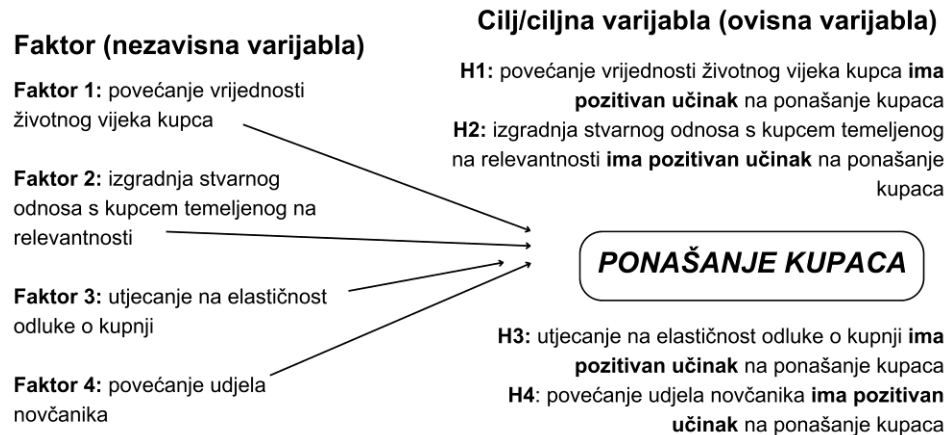 Faktor (nezavisna varijabla)
Faktor 1: povećanje vrijednosti
životnog vijeka kupca
Faktor 2: izgradnja stvarnog
odnosa s kupcem temeljenog na
relevantnosti
Faktor 3: utjecanje na elastičnost
odluke o kupnji
Faktor 4: povećanje udjela
novčanika
Cilj/ciljna varijabla (ovisna varijabla)
H1: povećanje vrijednosti životnog vijeka kupca ima
pozitivan učinak na ponašanje kupaca
H2: izgradnja stvarnog odnosa s kupcem temeljenog
na relevantnosti ima pozitivan učinak na ponašanje
kupaca
PONAŠANJE KUPACA
H3: utjecanje na elastičnost odluke o kupnji ima
pozitivan učinak na ponašanje kupaca
H4: povećanje udjela novčanika ima pozitivan
učinak na ponašanje kupaca